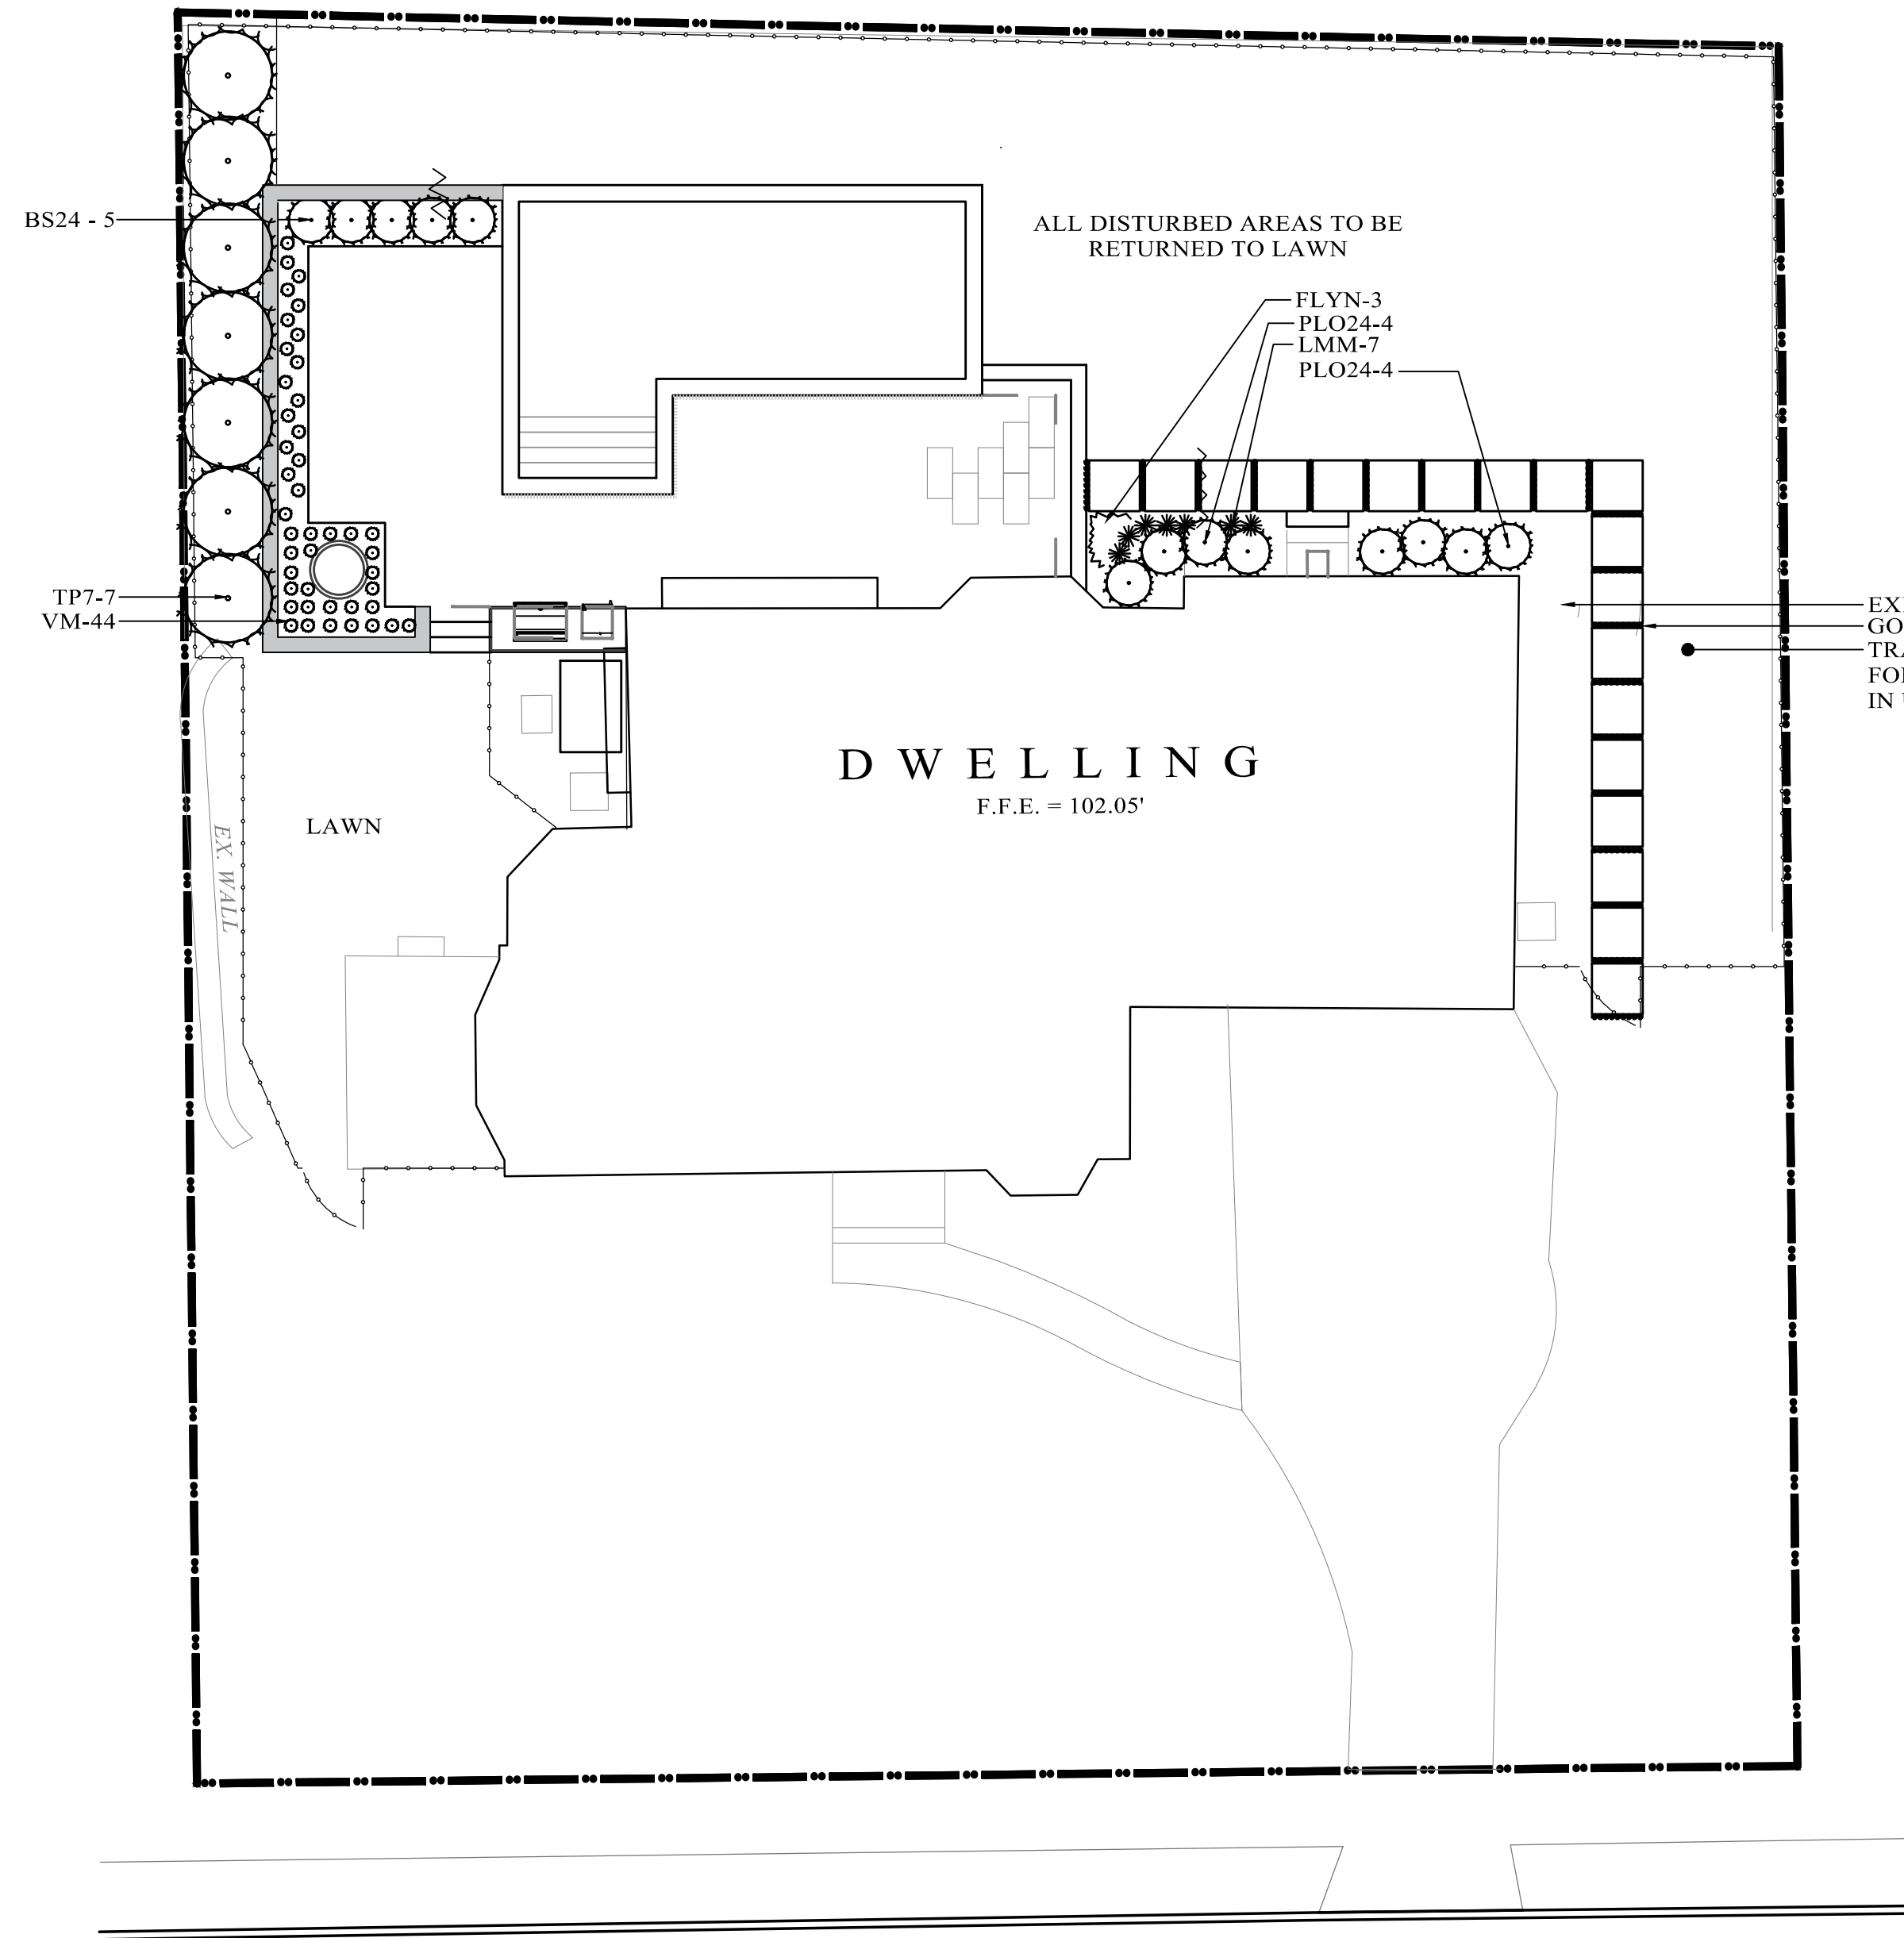 BS24 - 5
ALL DISTURBED AREAS TO BE
RETURNED TO LAWN
FLYN-3
PLO24-4
LMM-7
PLO24-4
TP7-7
VM-44
D W E L L I N G
F.F.E. = 102.05'
LAWN
EX. WALL
IN